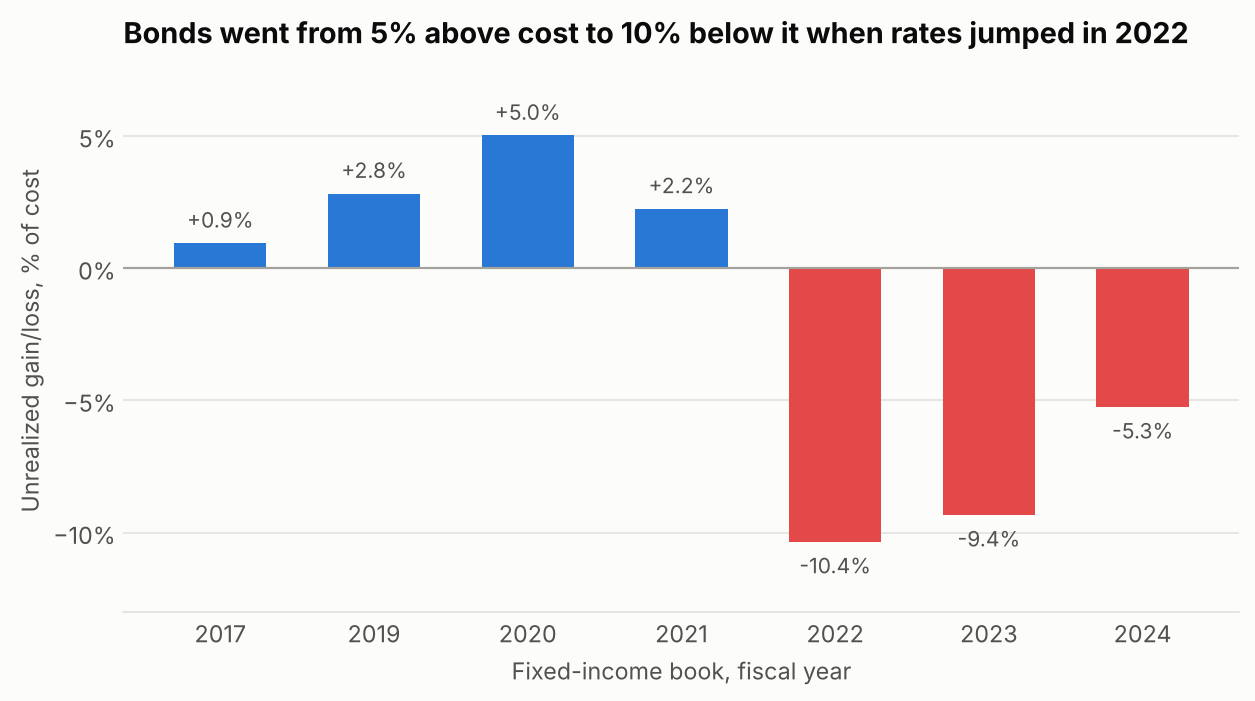 Bonds went from 5% above cost to 10% below it when rates jumped in 2022
Unrealized gain/loss, % of cost
5%
0%
−5%
−10%
+0.9%
+2.8%
+5.0%
+2.2%
-10.4%
-9.4%
-5.3%
2017 2019 2020 2021 2022 2023 2024
Fixed-income book, fiscal year